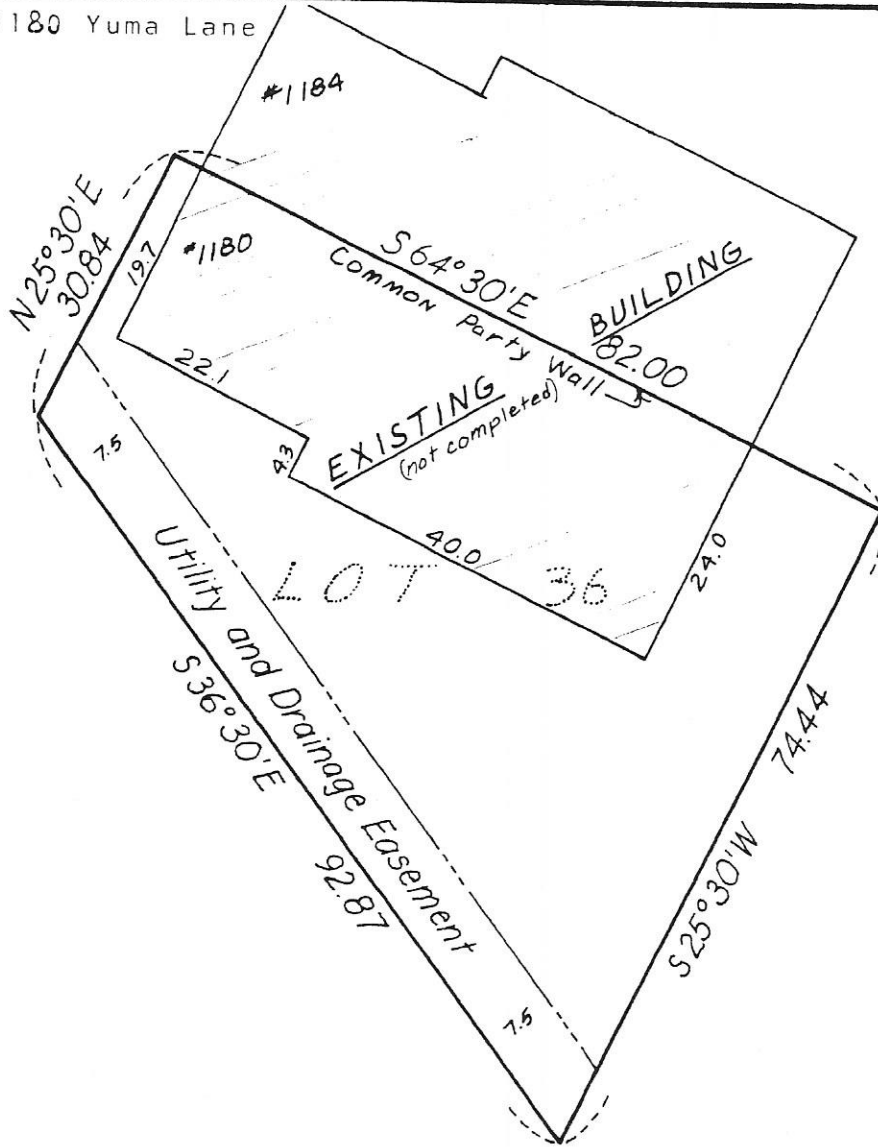 180 Yuma Lane
#1184
N25°30'E
30.84
19.7
#1180
S64°30'E
82.00
Common Party Wall
BUILDING
EXISTING
(not completed)
22.1
4.3
40.0
24.0
7.5
LOT 36
Utility and Drainage Easement
S36°30'E
92.87
74.44
S25°30'W
7.5